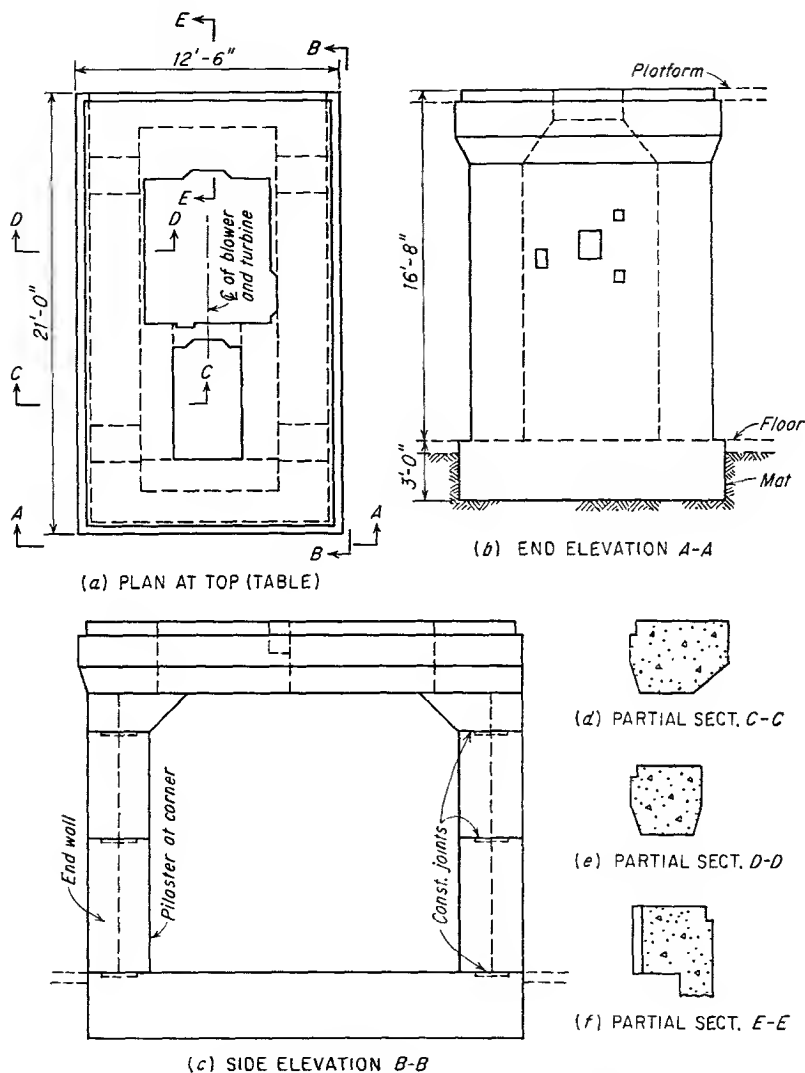 E
B
12'-6"
E
D
D
℄ of blower
and turbine
21'-0"
C
C
A
B
A
(a) PLAN AT TOP (TABLE)
Platform
16'-8"
Floor
3'-0"
Mat
(b) END ELEVATION A-A
End wall
Pilaster at corner
Const. joints
(c) SIDE ELEVATION B-B
(d) PARTIAL SECT. C-C
(e) PARTIAL SECT. D-D
(f) PARTIAL SECT. E-E